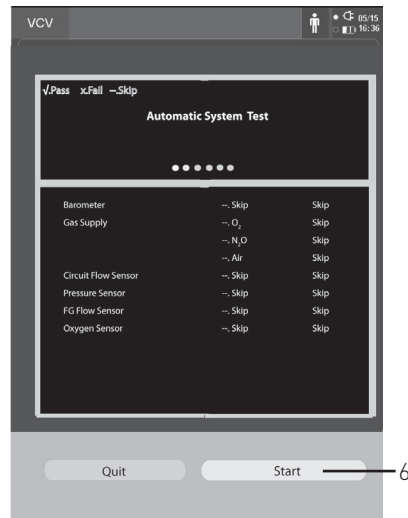 VCV
05/15
16:36
√.Pass x.Fail –.Skip
Automatic System Test
Barometer --. Skip Skip
Gas Supply --. O₂ Skip
--. N₂O Skip
--. Air Skip
Circuit Flow Sensor --. Skip Skip
Pressure Sensor --. Skip Skip
FG Flow Sensor --. Skip Skip
Oxygen Sensor --. Skip Skip
Quit Start 6